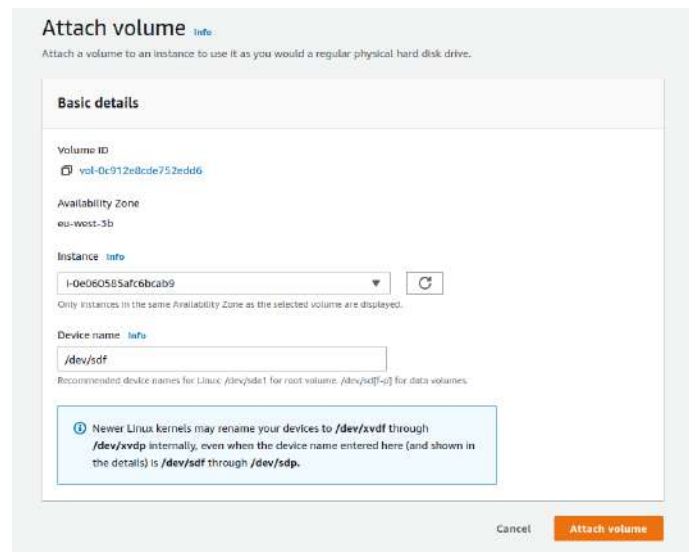 Attach volume Info
Attach a volume to an instance to use it as you would a regular physical hard disk drive.
Basic details
Volume ID
vol-0c912e8cde752edd6
Availability Zone
eu-west-3b
Instance Info
i-0e060585afc6bcab9
Only instances in the same Availability Zone as the selected volume are displayed.
Device name Info
/dev/sdf
Recommended device names for Linux: /dev/sda1 for root volume. /dev/sd[f-p] for data volumes.
Newer Linux kernels may rename your devices to /dev/xvdf through
/dev/xvdp internally, even when the device name entered here (and shown in
the details) is /dev/sdf through /dev/sdp.
Cancel
Attach volume